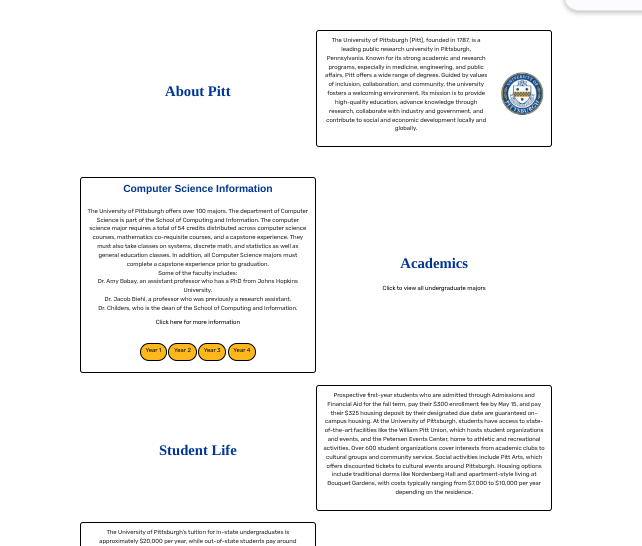 About Pitt
The University of Pittsburgh (Pitt), founded in 1787, is a
leading public research university in Pittsburgh,
Pennsylvania. Known for its strong academic and research
programs, especially in medicine, engineering, and public
affairs, Pitt offers a wide range of degrees. Guided by values
of inclusion, collaboration, and community, the university
fosters a welcoming environment. Its mission is to provide
high-quality education, advance knowledge through
research, collaborate with industry and government, and
contribute to social and economic development locally and
globally.
UNIVERSITY OF
PITTSBURGH
Computer Science Information
The University of Pittsburgh offers over 100 majors. The department of Computer
Science is part of the School of Computing and Information. The computer
science major requires a total of 54 credits distributed across computer science
courses, mathematics co-requisite courses, and a capstone experience. They
must also take classes on systems, discrete math, and statistics as well as
general education classes. In addition, all Computer Science majors must
complete a capstone experience prior to graduation.
Some of the faculty includes:
Dr. Amy Babay, an assistant professor who has a PhD from Johns Hopkins
University.
Dr. Jacob Biehl, a professor who was previously a research assistant.
Dr. Childers, who is the dean of the School of Computing and Information.
Click here for more information
Year 1
Year 2
Year 3
Year 4
Academics
Click to view all undergraduate majors
Student Life
Prospective first-year students who are admitted through Admissions and
Financial Aid for the fall term, pay their $300 enrollment fee by May 15, and pay
their $325 housing deposit by their designated due date are guaranteed on-
campus housing. At the University of Pittsburgh, students have access to state-
of-the-art facilities like the William Pitt Union, which hosts student organizations
and events, and the Petersen Events Center, home to athletic and recreational
activities. Over 600 student organizations cover interests from academic clubs to
cultural groups and community service. Social activities include Pitt Arts, which
offers discounted tickets to cultural events around Pittsburgh. Housing options
include traditional dorms like Nordenberg Hall and apartment-style living at
Bouquet Gardens, with costs typically ranging from $7,000 to $10,000 per year
depending on the residence.
The University of Pittsburgh's tuition for in-state undergraduates is
approximately $20,000 per year, while out-of-state students pay around